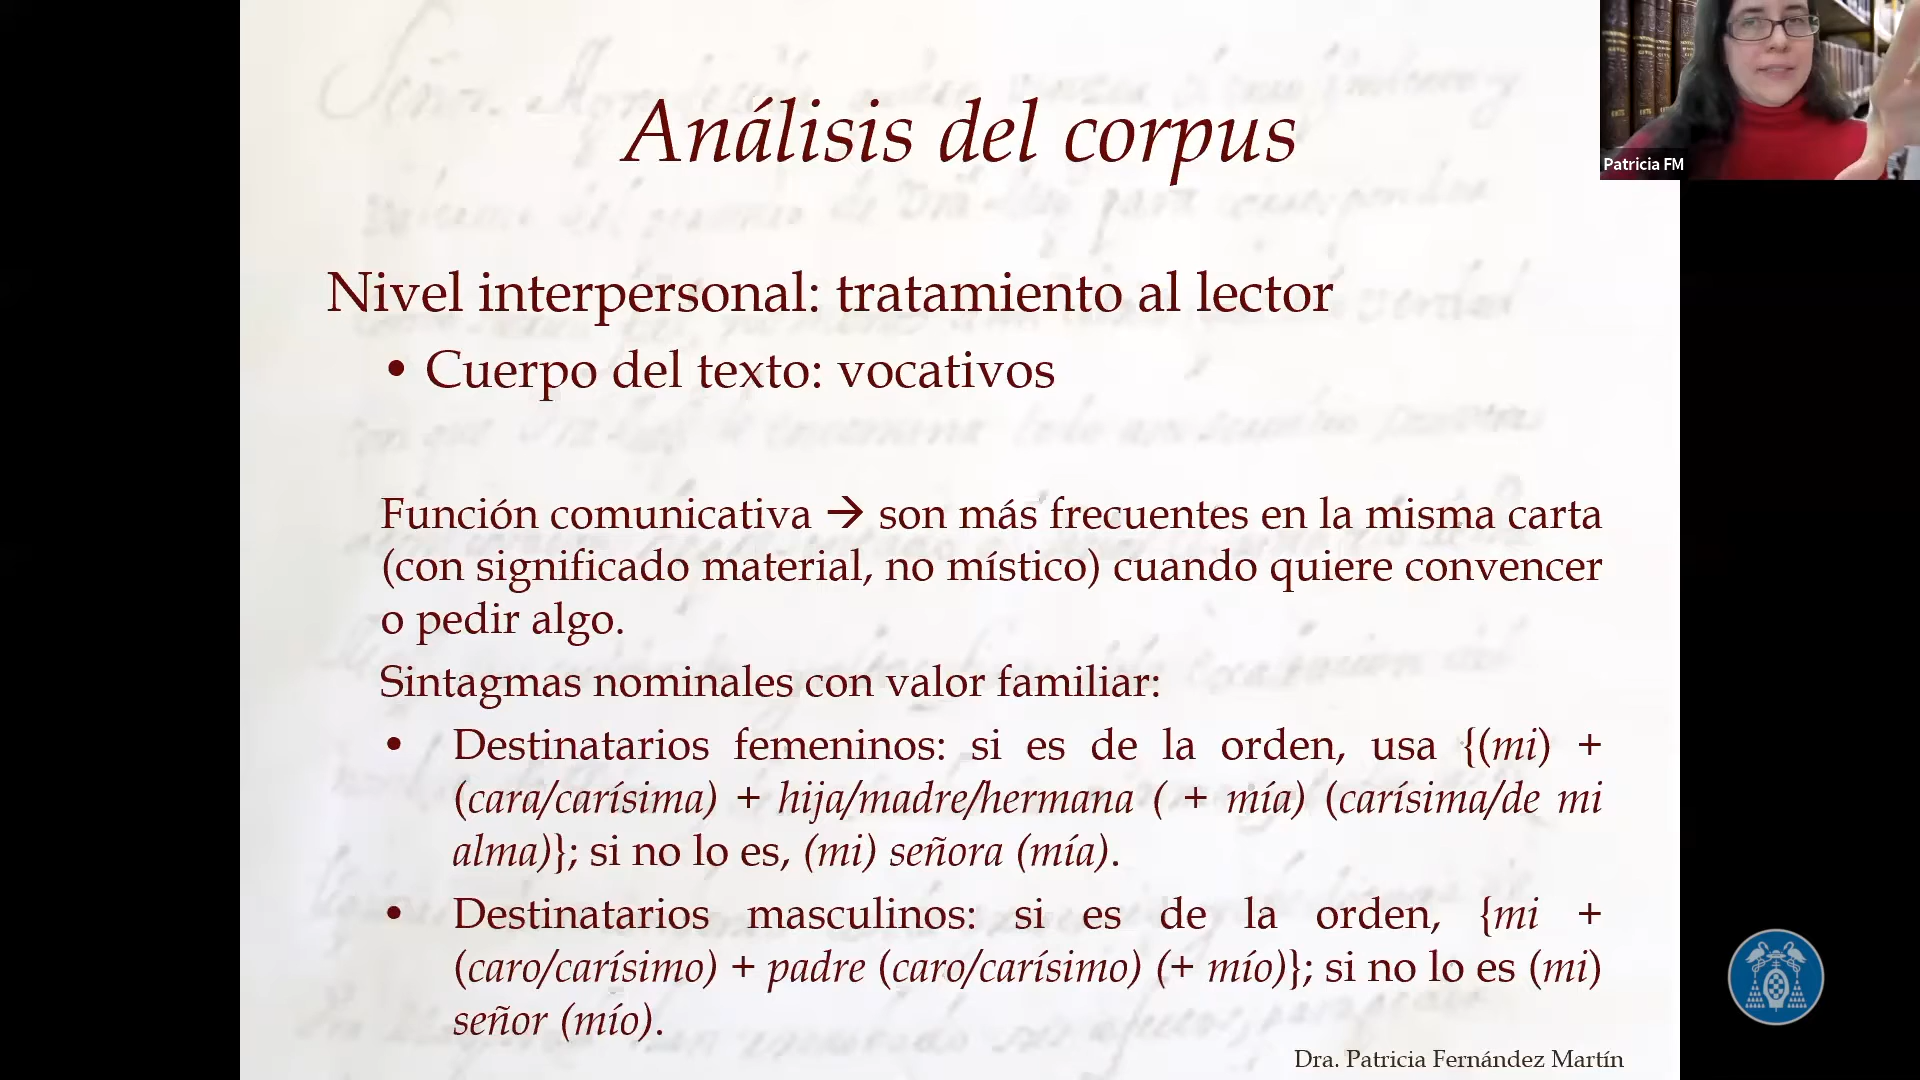 Análisis del corpus
Patricia FM
Nivel interpersonal: tratamiento al lector
• Cuerpo del texto: vocativos
Función comunicativa → son más frecuentes en la misma carta
(con significado material, no místico) cuando quiere convencer
o pedir algo.
Sintagmas nominales con valor familiar:
• Destinatarios femeninos: si es de la orden, usa {(mi) +
(cara/carísima) + hija/madre/hermana ( + mía) (carísima/de mi
alma)}; si no lo es, (mi) señora (mía).
• Destinatarios masculinos: si es de la orden, {mi +
(caro/carísimo) + padre (caro/carísimo) (+ mío)}; si no lo es (mi)
señor (mío).
Dra. Patricia Fernández Martín